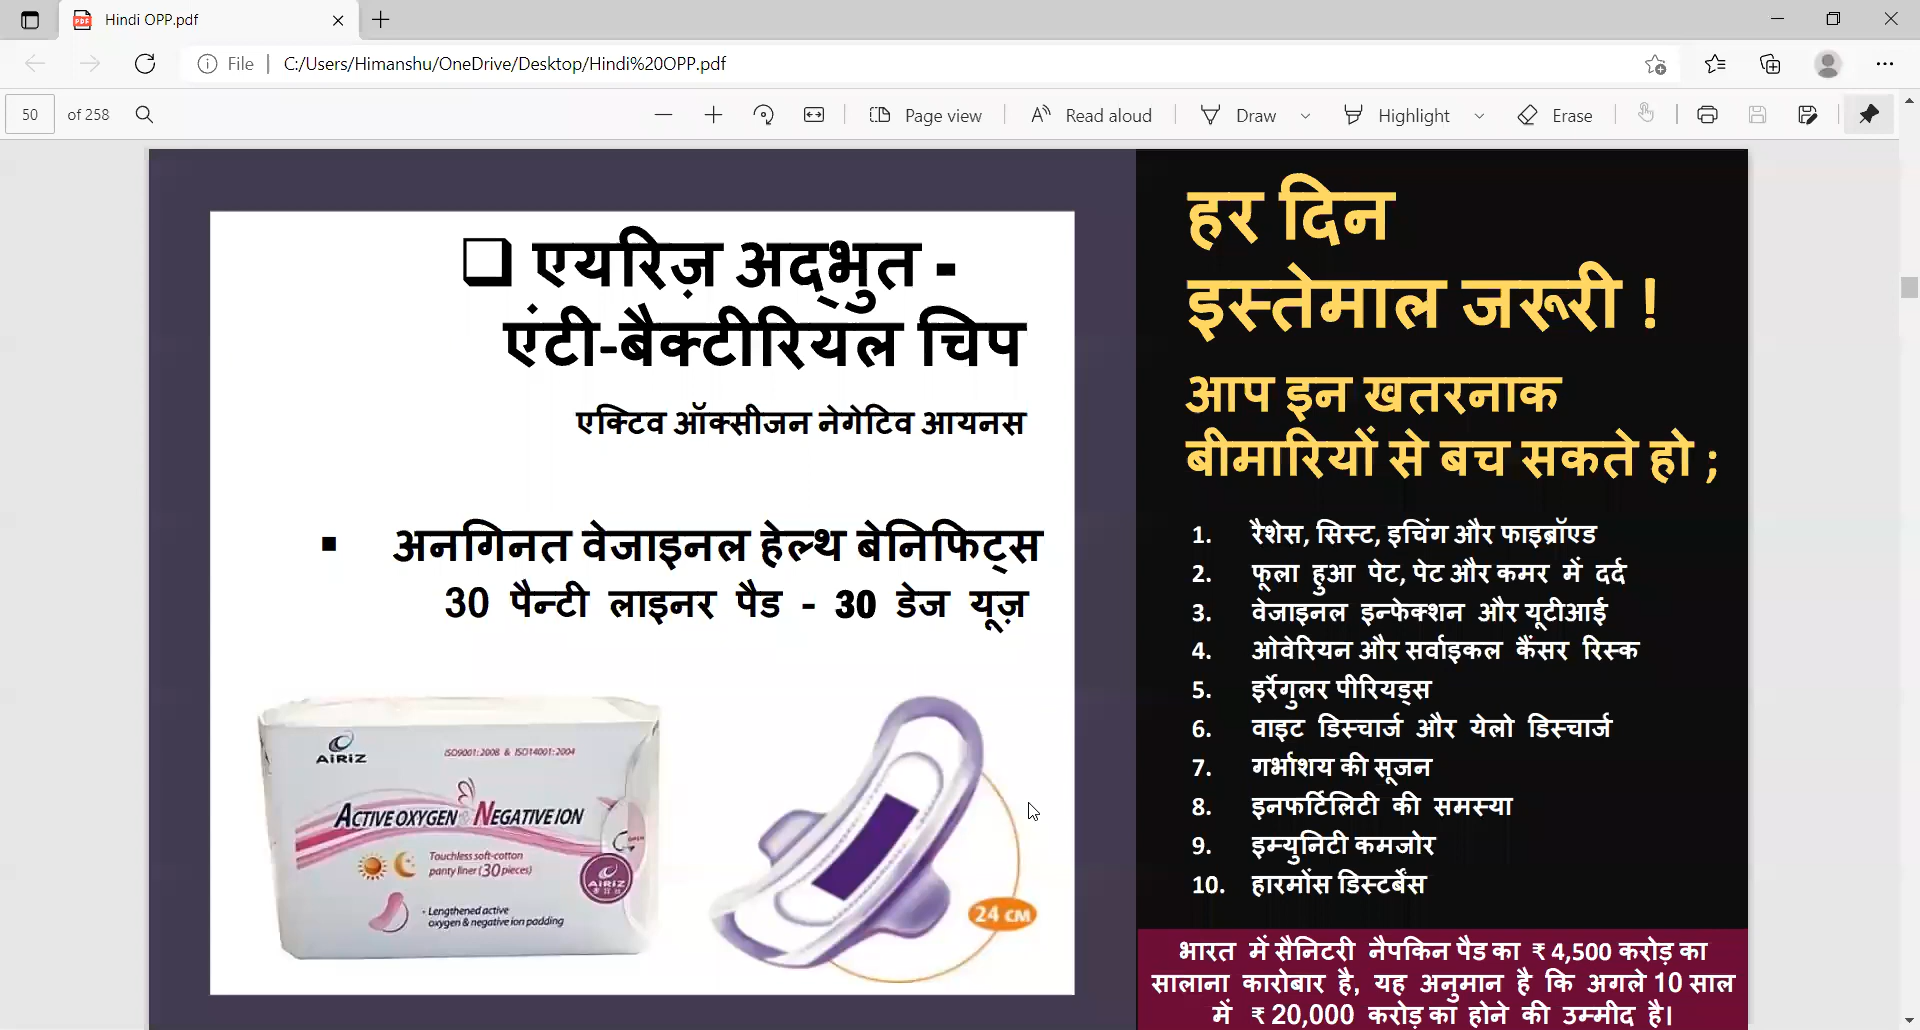 Hindi OPP.pdf
File
C:/Users/Himanshu/OneDrive/Desktop/Hindi%20OPP.pdf
50 of 258
Page view
Read aloud
Draw
Highlight
Erase
एयरिज़ अद्भुत -
एंटी-बैक्टीरियल चिप
एक्टिव ऑक्सीजन नेगेटिव आयनस
अनगिनत वेजाइनल हेल्थ बेनिफिट्स
30 पैन्टी लाइनर पैड - 30 डेज यूज़
AiRiZ
ISO9001:2008 & ISO14001:2004
ACTIVE OXYGEN & NEGATIVE ION
OPEN
Touchless soft-cotton
panty liner (30 pieces)
AiRiZ
- Lengthened active
oxygen & negative ion padding
24 CM
हर दिन
इस्तेमाल जरूरी !
आप इन खतरनाक
बीमारियों से बच सकते हो ;
1. रैशेस, सिस्ट, इचिंग और फाइब्रॉएड
2. फूला हुआ पेट, पेट और कमर में दर्द
3. वेजाइनल इन्फेक्शन और यूटीआई
4. ओवेरियन और सर्वाइकल कैंसर रिस्क
5. इर्रेगुलर पीरियड्स
6. वाइट डिस्चार्ज और येलो डिस्चार्ज
7. गर्भाशय की सूजन
8. इनफर्टिलिटी की समस्या
9. इम्युनिटी कमजोर
10. हारमोंस डिस्टर्बेंस
भारत में सैनिटरी नैपकिन पैड का ₹ 4,500 करोड़ का
सालाना कारोबार है, यह अनुमान है कि अगले 10 साल
में ₹ 20,000 करोड़ का होने की उम्मीद है।